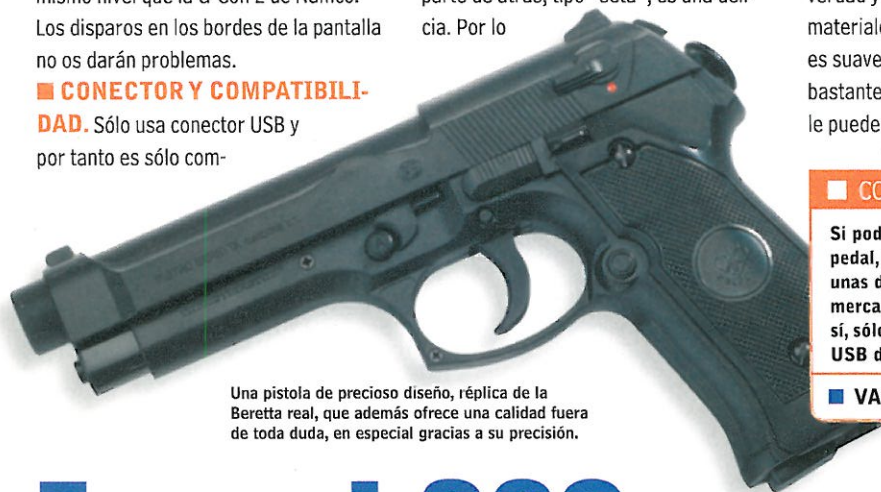 Los disparos en los bordes de la pantalla
no os darán problemas.
CONECTOR Y COMPATIBILI-
DAD. Sólo usa conector USB y
por tanto es sólo com-
cia. Por lo
materiale
es suave
bastante
le puede
CO
Si pod
pedal,
unas d
merca
sí, sólo
USB d
VA
Una pistola de precioso diseño, réplica de la
Beretta real, que además ofrece una calidad fuera
de toda duda, en especial gracias a su precisión.